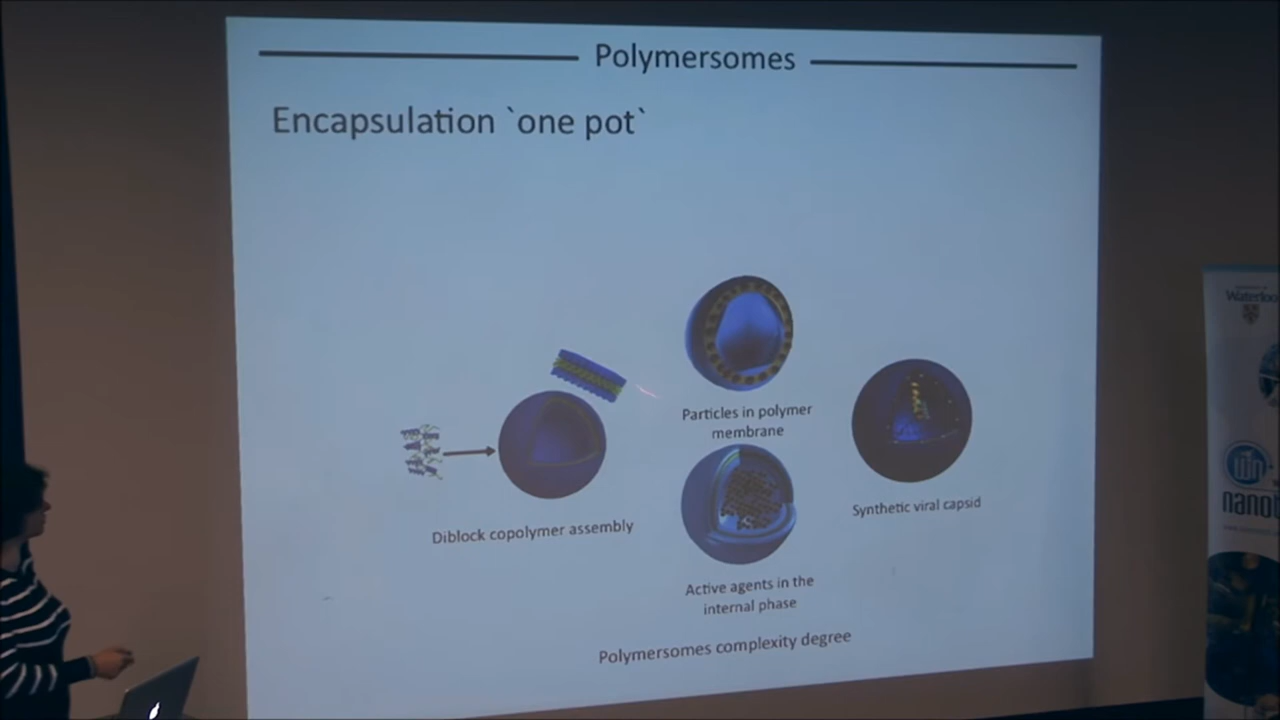 Polymersomes
Encapsulation `one pot`
Particles in polymer
membrane
Synthetic viral capsid
Diblock copolymer assembly
Active agents in the
internal phase
Polymersomes complexity degree